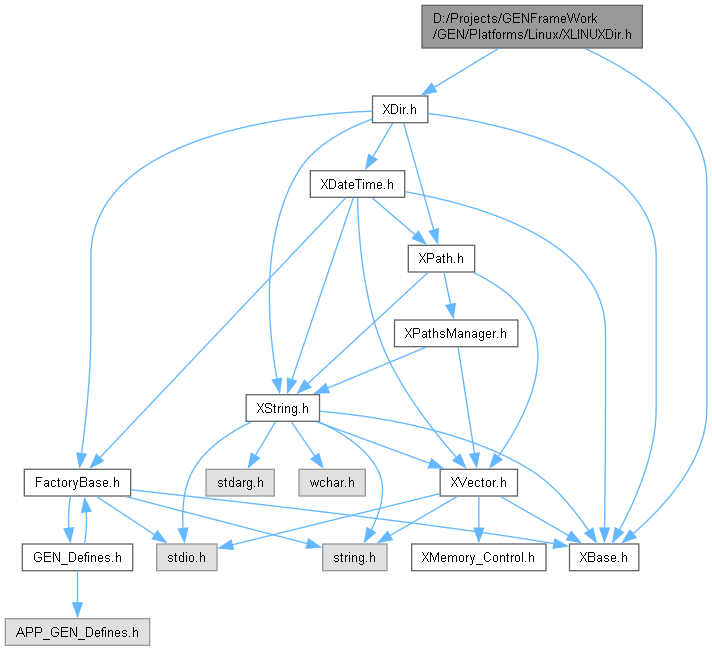 D:/Projects/GENFrameWork
/GEN/Platforms/Linux/XLINUXDir.h
XDir.h
XDateTime.h
XPath.h
XPathsManager.h
XString.h
FactoryBase.h
stdarg.h
wchar.h
XVector.h
GEN_Defines.h
stdio.h
string.h
XMemory_Control.h
XBase.h
APP_GEN_Defines.h